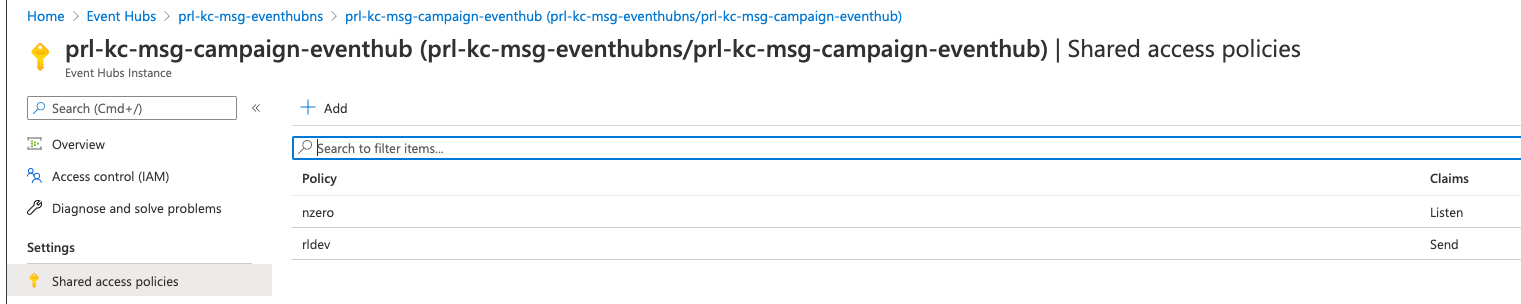 Home > Event Hubs > prl-kc-msg-eventhubns > prl-kc-msg-campaign-eventhub (prl-kc-msg-eventhubns/prl-kc-msg-campaign-eventhub)
prl-kc-msg-campaign-eventhub (prl-kc-msg-eventhubns/prl-kc-msg-campaign-eventhub) | Shared access policies
Event Hubs Instance
Search (Cmd+/)
«
+ Add
Overview
Search to filter items...
Access control (IAM)
Policy Claims
Diagnose and solve problems
nzero Listen
rldev Send
Settings
Shared access policies